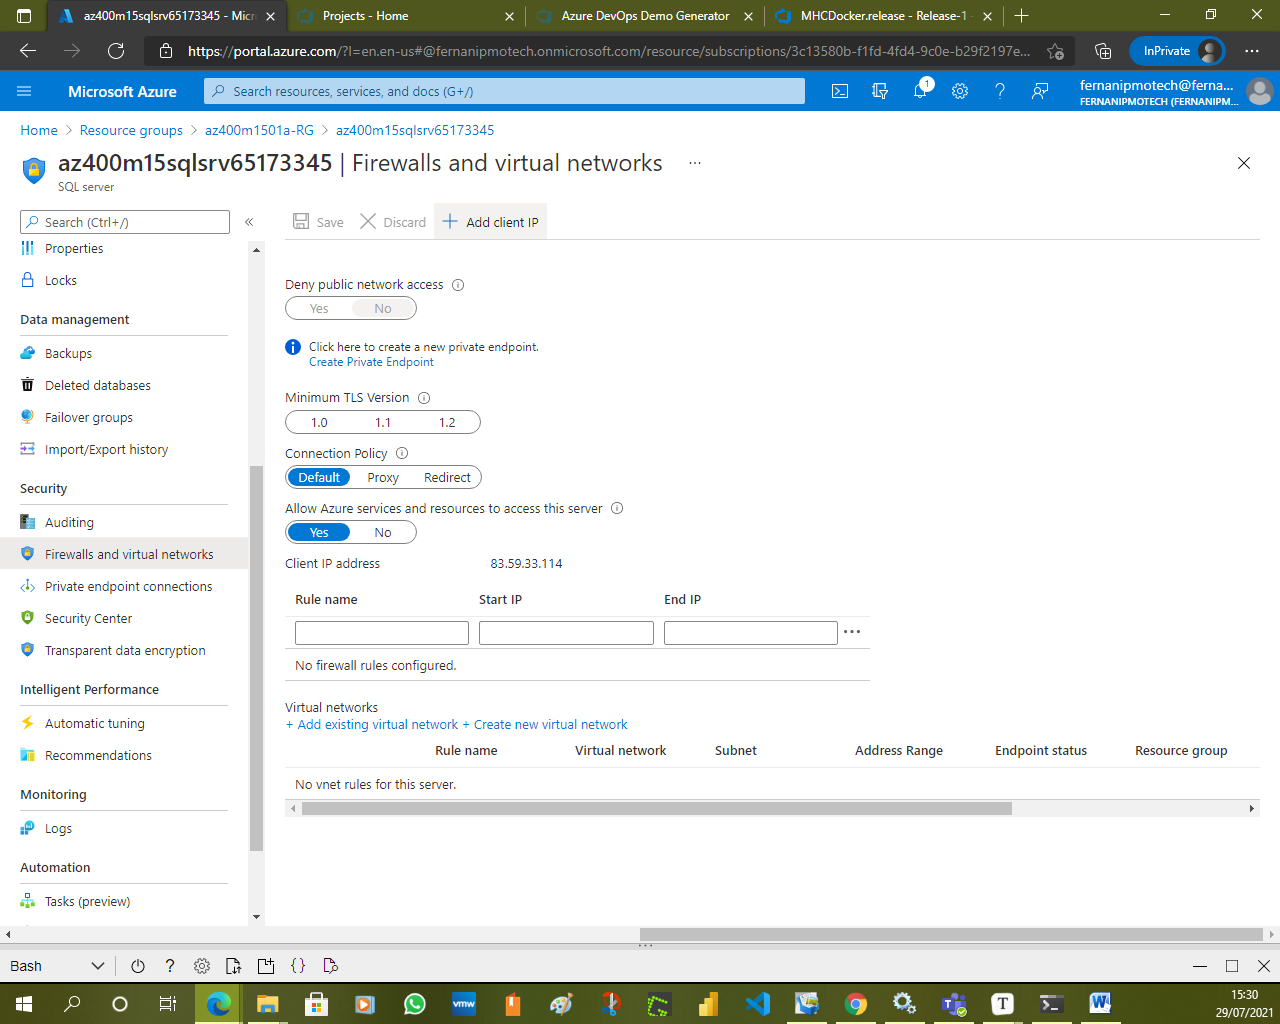 az400m15sqlsrv65173345 - Micr
Projects - Home
Azure DevOps Demo Generator
MHCDocker.release - Release-1 -
https://portal.azure.com/?l=en.en-us#@fernanipmotech.onmicrosoft.com/resource/subscriptions/3c13580b-f1fd-4fd4-9c0e-b29f2197e...
InPrivate
Microsoft Azure
Search resources, services, and docs (G+/)
1
fernanipmotech@ferna...
FERNANIPMOTECH (FERNANIPM...
Home > Resource groups > az400m1501a-RG > az400m15sqlsrv65173345
az400m15sqlsrv65173345 | Firewalls and virtual networks ...
SQL server
Search (Ctrl+/)
«
Save
Discard
Add client IP
Properties
Locks
Data management
Backups
Deleted databases
Failover groups
Import/Export history
Security
Auditing
Firewalls and virtual networks
Private endpoint connections
Security Center
Transparent data encryption
Intelligent Performance
Automatic tuning
Recommendations
Monitoring
Logs
Automation
Tasks (preview)
Deny public network access
Yes No
Click here to create a new private endpoint.
Create Private Endpoint
Minimum TLS Version
1.0 1.1 1.2
Connection Policy
Default Proxy Redirect
Allow Azure services and resources to access this server
Yes No
Client IP address 83.59.33.114
Rule name Start IP End IP
No firewall rules configured.
Virtual networks
+ Add existing virtual network + Create new virtual network
Rule name Virtual network Subnet Address Range Endpoint status Resource group
No vnet rules for this server.
Bash
?
{}
vmw
T
W
15:30
29/07/2021